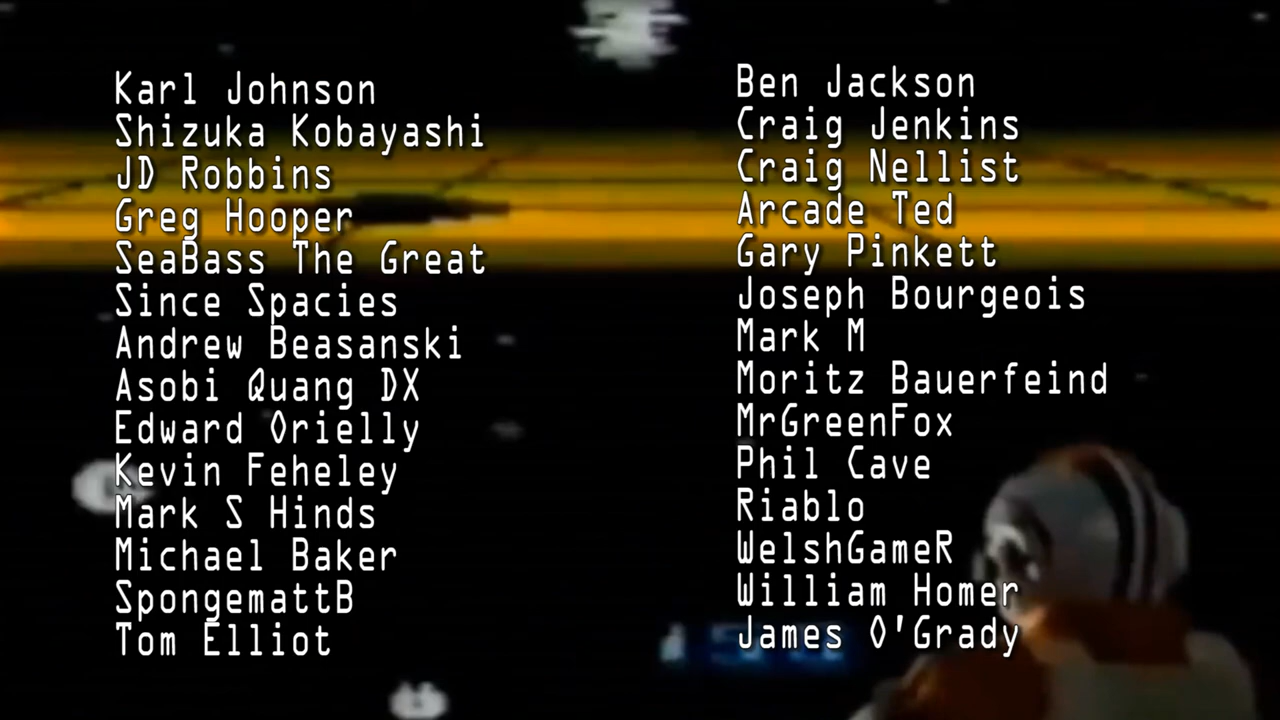 Karl Johnson
Shizuka Kobayashi
JD Robbins
Greg Hooper
SeaBass The Great
Since Spacies
Andrew Beasanski
Asobi Quang DX
Edward Orielly
Kevin Feheley
Mark S Hinds
Michael Baker
SpongemattB
Tom Elliot
Ben Jackson
Craig Jenkins
Craig Nellist
Arcade Ted
Gary Pinkett
Joseph Bourgeois
Mark M
Moritz Bauerfeind
MrGreenFox
Phil Cave
Riablo
WelshGameR
William Homer
James O'Grady